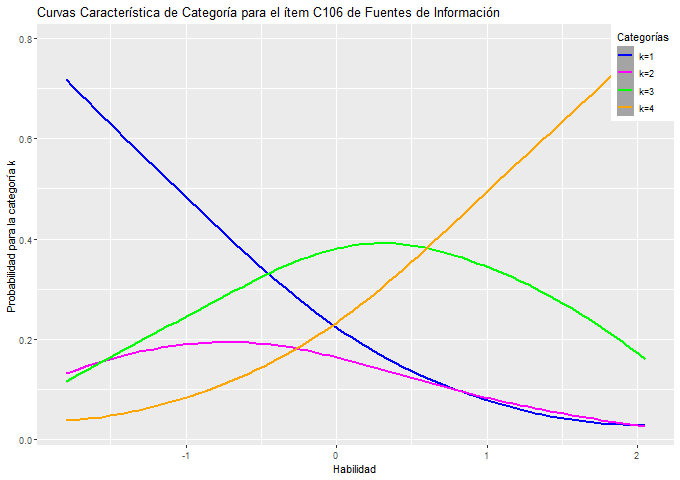 Curvas Característica de Categoría para el ítem C106 de Fuentes de Información
Categorías
k=1
k=2
k=3
k=4
Probabilidad para la categoría k
0.8
0.6
0.4
0.2
0.0
-1
0
1
2
Habilidad